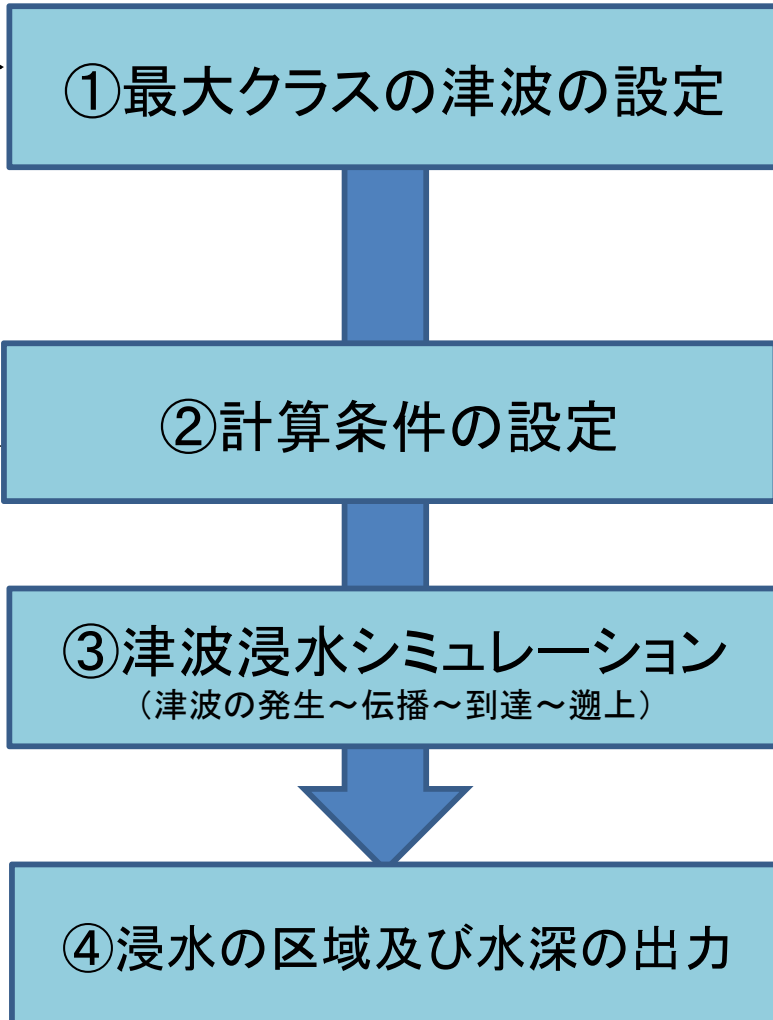 ①最大クラスの津波の設定
②計算条件の設定
③津波浸水シミュレーション
（津波の発生～伝播～到達～遡上）
④浸水の区域及び水深の出力